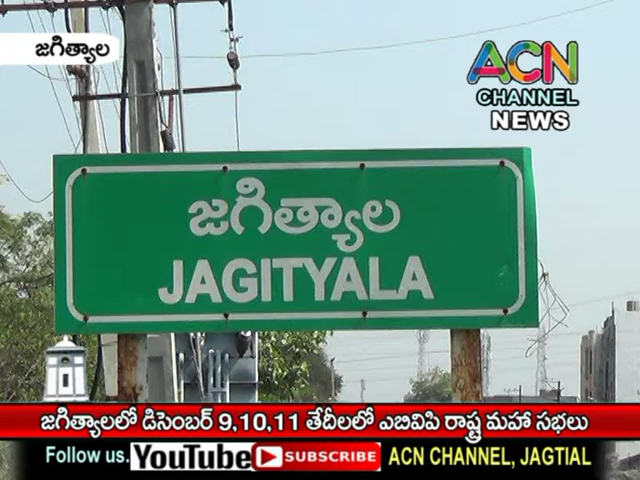 జగిత్యాల
ACN
CHANNEL
NEWS
జగిత్యాల
JAGITYALA
జగిత్యాలలో డిసెంబర్ 9,10,11 తేదీలలో ఎబివిపి రాష్ట్ర మహా సభలు
Follow us. YouTube SUBSCRIBE ACN CHANNEL, JAGTIAL